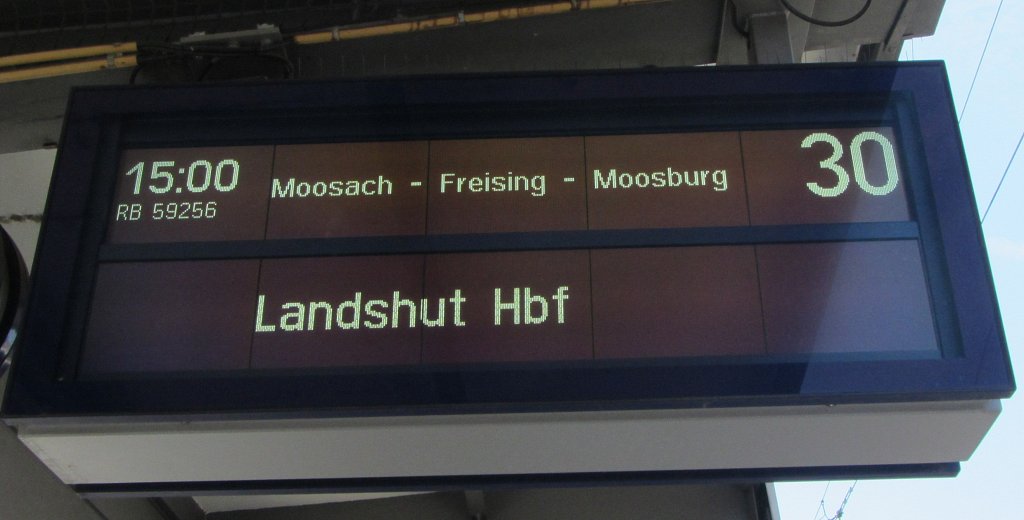 15:00 Moosach - Freising - Moosburg 30
RB 59256
Landshut Hbf